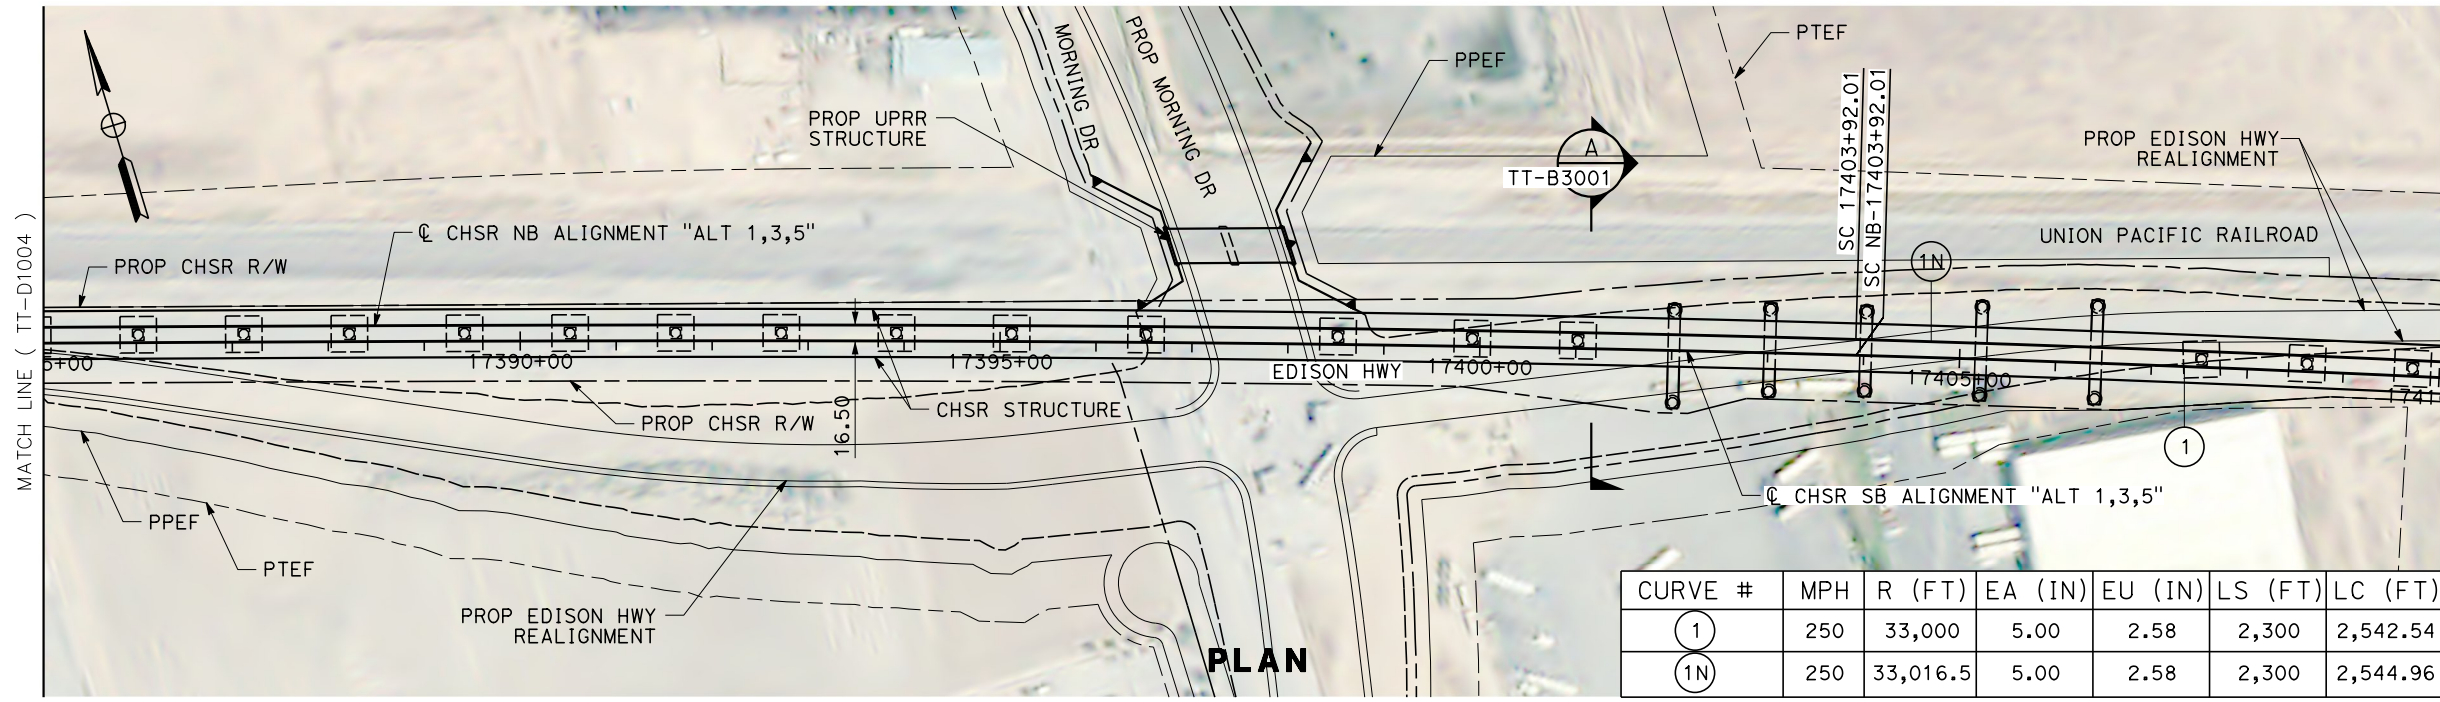 PTEF
PPEF
MORNING DR
PROP MORNING DR
PROP UPRR
STRUCTURE
A
TT-B3001
SC 17403+92.01
SC NB-17403+92.01
PROP EDISON HWY
REALIGNMENT
UNION PACIFIC RAILROAD
℄ CHSR NB ALIGNMENT "ALT 1,3,5"
PROP CHSR R/W
1N
MATCH LINE ( TT-D1004 )
5+00
17390+00
17395+00
EDISON HWY
17400+00
17405+00
1741
16.50
CHSR STRUCTURE
PROP CHSR R/W
1
℄ CHSR SB ALIGNMENT "ALT 1,3,5"
PPEF
PTEF
PROP EDISON HWY
REALIGNMENT
PLAN
CURVE # MPH R (FT) EA (IN) EU (IN) LS (FT) LC (FT)
1 250 33,000 5.00 2.58 2,300 2,542.54
1N 250 33,016.5 5.00 2.58 2,300 2,544.96